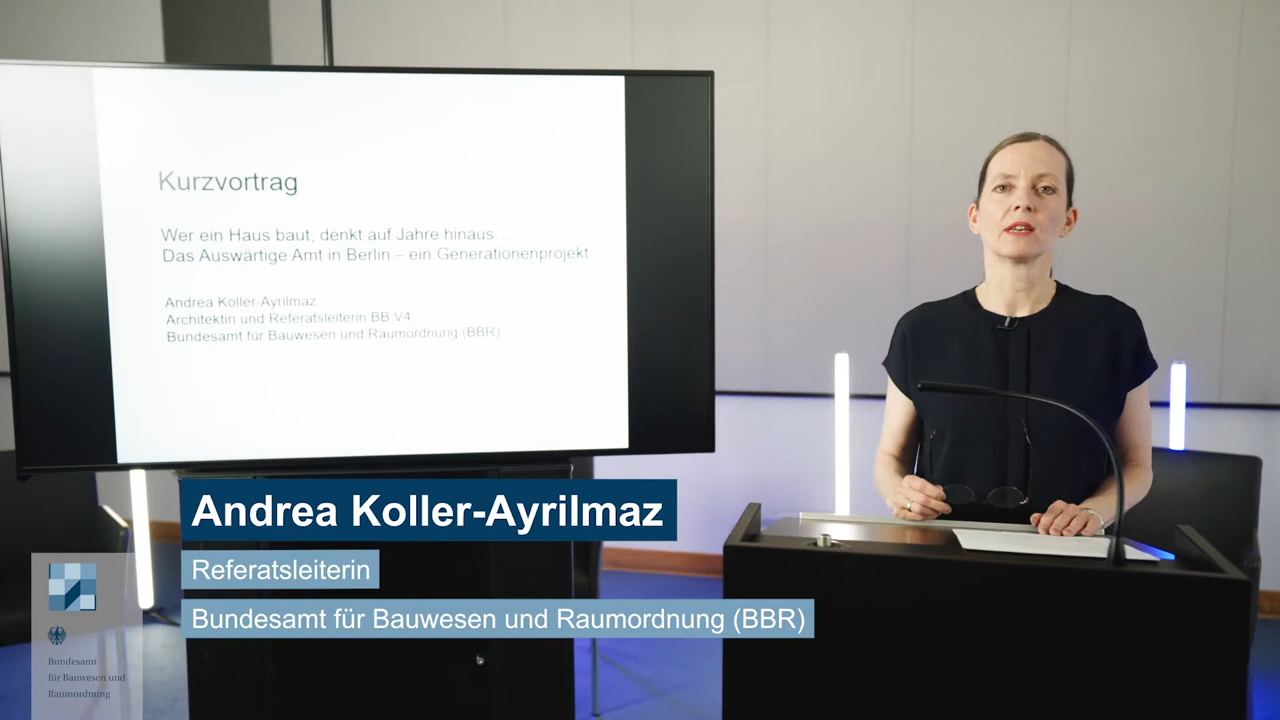 Kurzvortrag
Wer ein Haus baut, denkt auf Jahre hinaus...
Das Auswärtige Amt in Berlin – ein Generationenprojekt
Andrea Koller-Ayrilmaz
Architektin und Referatsleiterin BB V4
Bundesamt für Bauwesen und Raumordnung (BBR)
Andrea Koller-Ayrilmaz
Referatsleiterin
Bundesamt für Bauwesen und Raumordnung (BBR)
Bundesamt
für Bauwesen und
Raumordnung